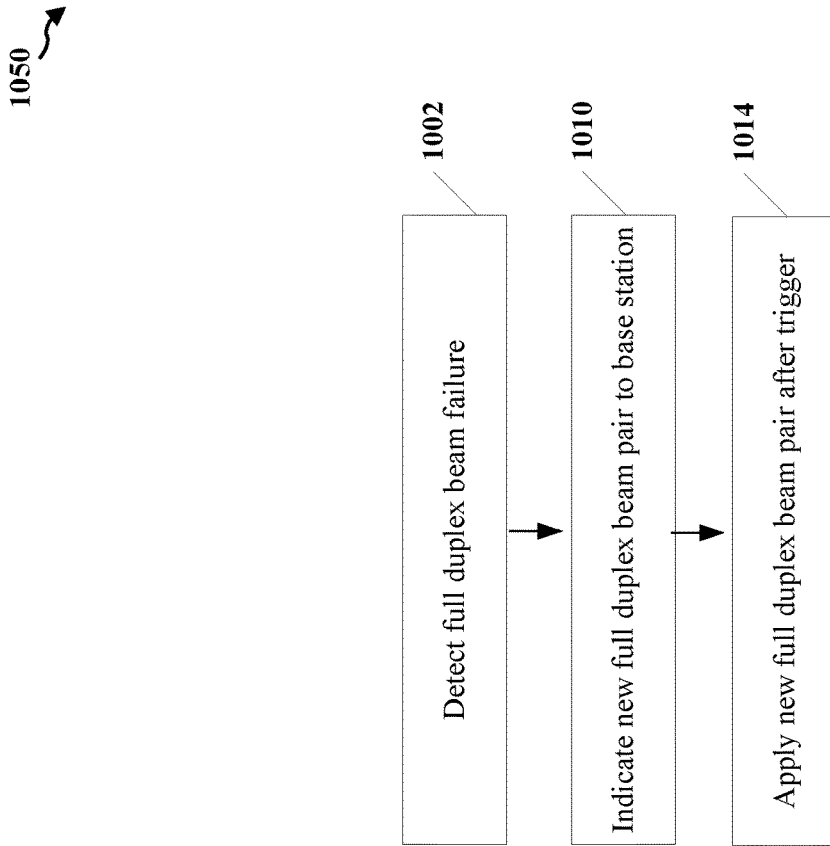 1050
1002
Detect full duplex beam failure
1010
Indicate new full duplex beam pair to base station
1014
Apply new full duplex beam pair after trigger